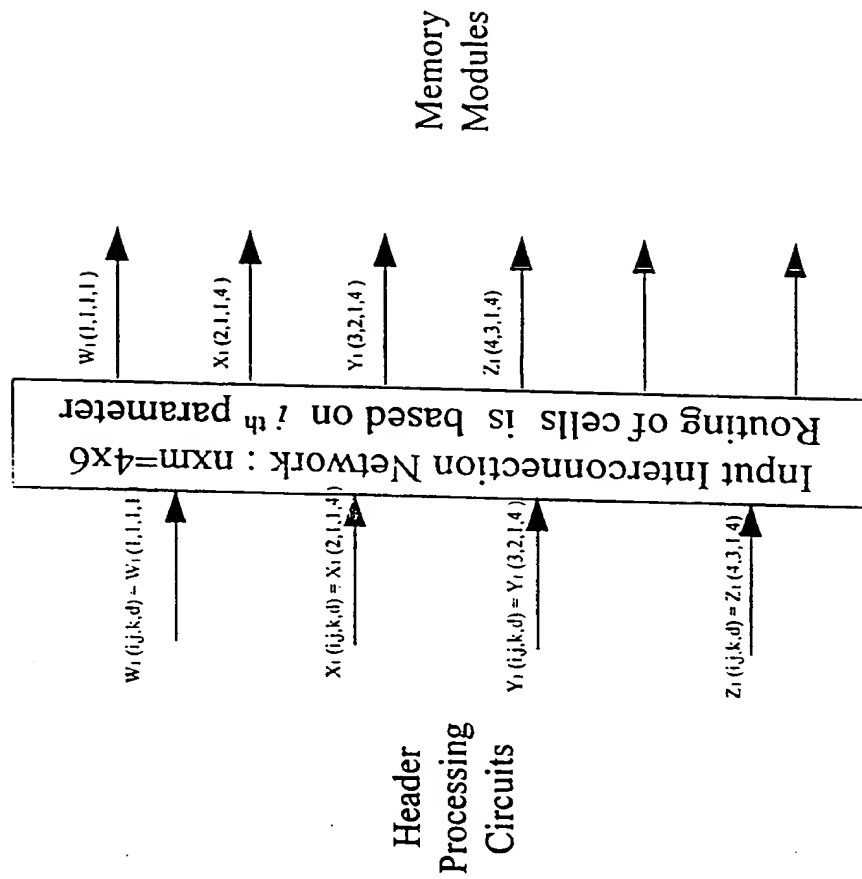 Header
Processing
Circuits
W1 (i,j,k,d) = W1 (1,1,1,1
X1 (i,j,k,d) = X1 (2,1,1,4)
Y1 (i,j,k,d) = Y1 (3,2,1,4)
Z1 (i,j,k,d) = Z1 (4,3,1,4)
Input Interconnection Network : nxm=4x6
Routing of cells is based on i th parameter
W1 (1,1,1,1)
X1 (2,1,1,4)
Y1 (3,2,1,4 )
Z1 (4,3,1,4)
Memory
Modules